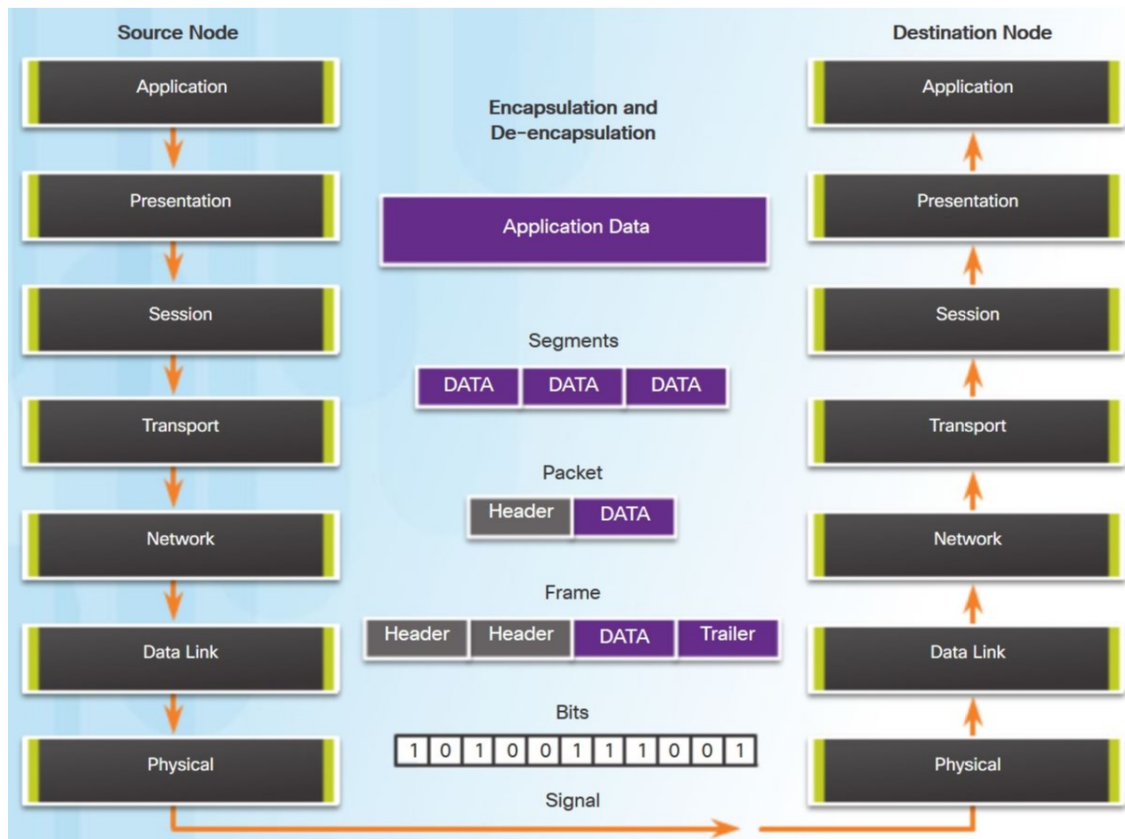 Source Node
Destination Node
Application
Application
Encapsulation and
De-encapsulation
Presentation
Application Data
Presentation
Session
Session
Segments
DATA DATA DATA
Transport
Transport
Packet
Header DATA
Network
Network
Frame
Header Header DATA Trailer
Data Link
Data Link
Bits
1 0 1 0 0 1 1 1 0 0 1
Physical
Physical
Signal